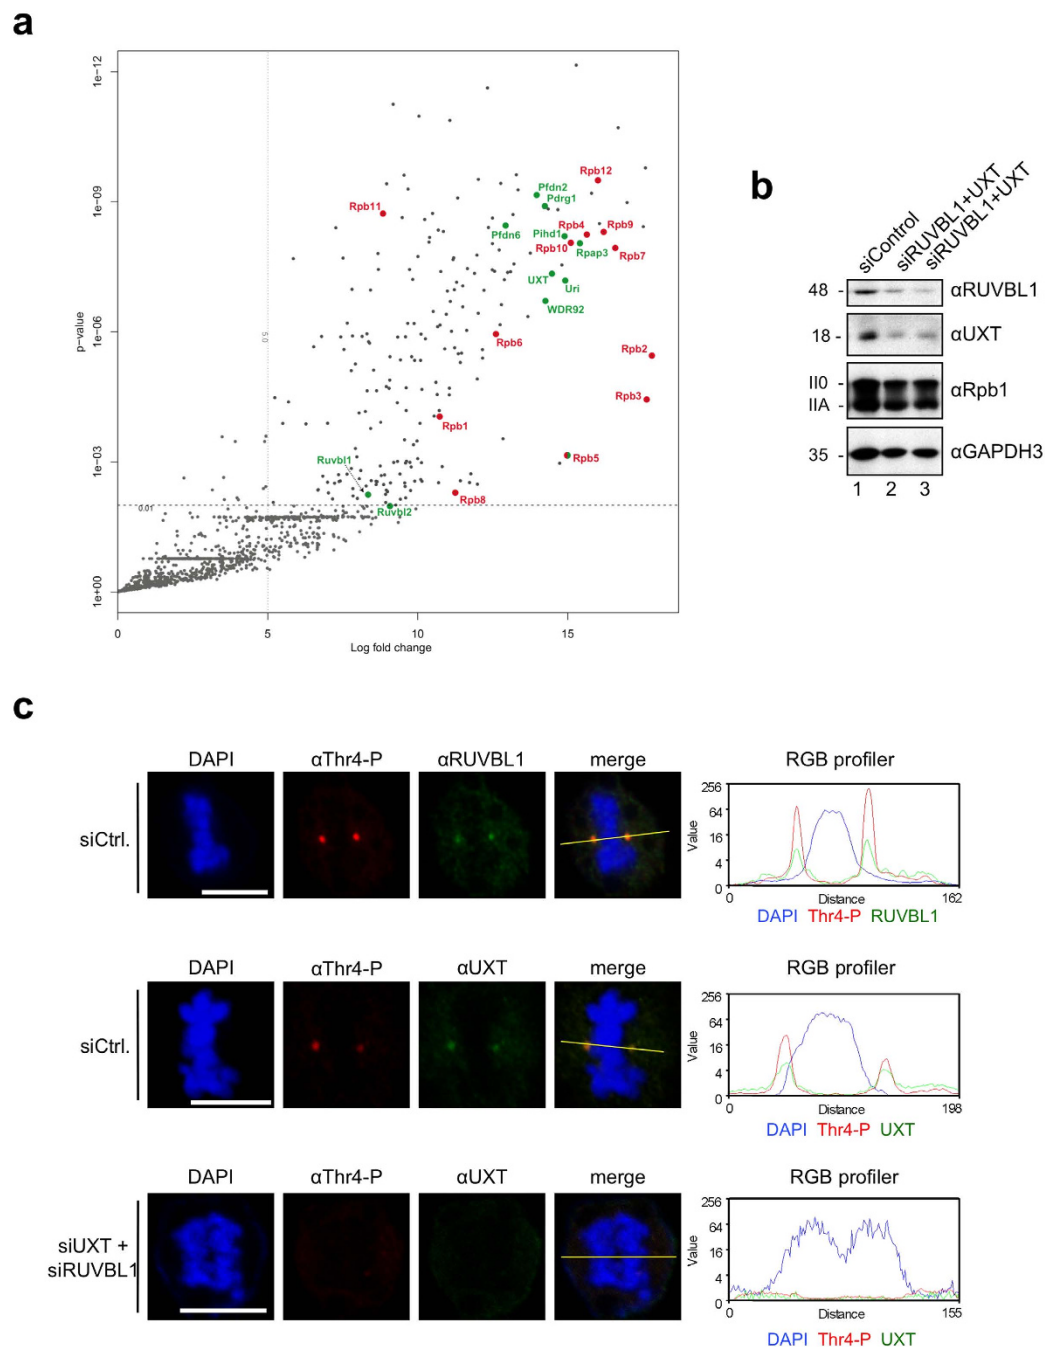 a
1e-12
1e-09
1e-06
1e-03
1e+00
p-value
0
5
10
15
Log fold change
5.0
0.01
Rpb12
Pfdn2
Pdrg1
Rpb11
Rpb4
Rpb9
Pfdn6
Pihd1
Rpb10
Rpap3
Rpb7
UXT
Uri
WDR92
Rpb6
Rpb2
Rpb3
Rpb1
Rpb5
Ruvbl1
Rpb8
Ruvbl2
b
siControl
siRUVBL1+UXT
siRUVBL1+UXT
48 - αRUVBL1
18 - αUXT
II0 -
IIA - αRpb1
35 - αGAPDH3
1 2 3
c
DAPI αThr4-P αRUVBL1 merge RGB profiler
siCtrl.
256
64
16
4
0
Value
0 Distance 162
DAPI Thr4-P RUVBL1
DAPI αThr4-P αUXT merge RGB profiler
siCtrl.
256
64
16
4
0
Value
0 Distance 198
DAPI Thr4-P UXT
DAPI αThr4-P αUXT merge RGB profiler
siUXT +
siRUVBL1
256
64
16
4
0
Value
0 Distance 155
DAPI Thr4-P UXT